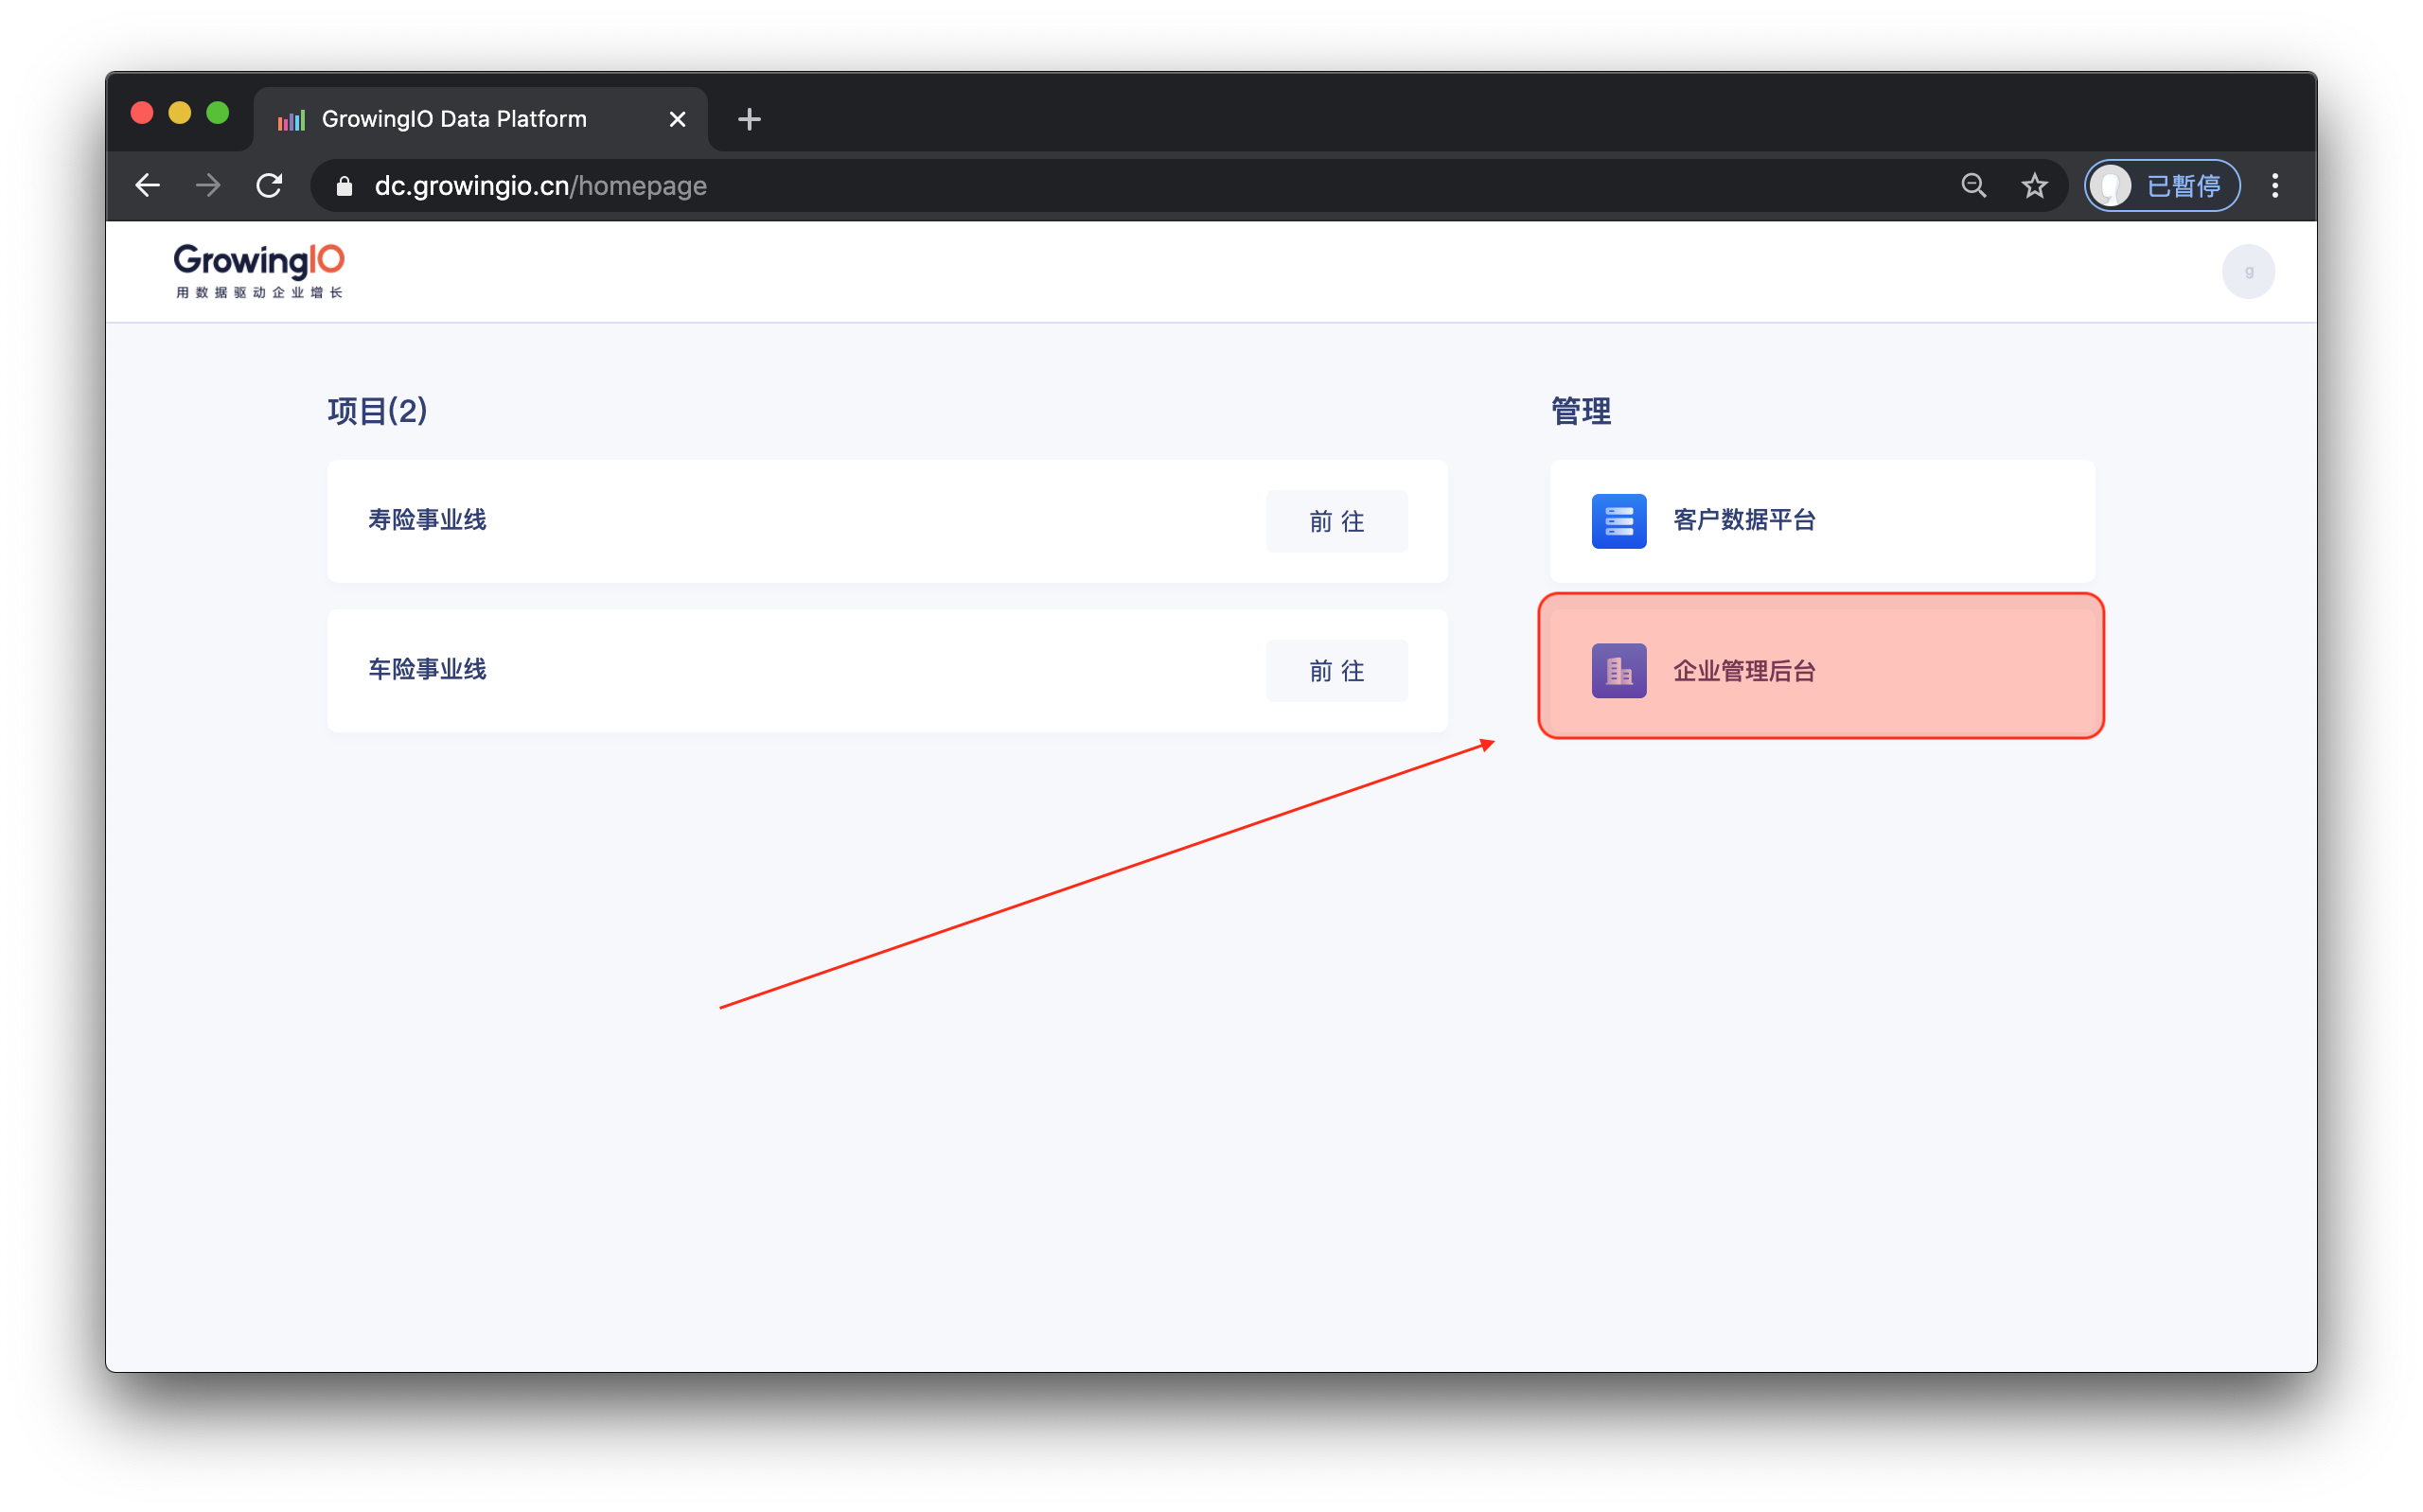 GrowingIO Data Platform
dc.growingio.cn/homepage
已暫停
GrowingIO
用数据驱动企业增长
g
项目(2)
管理
寿险事业线
前往
客户数据平台
车险事业线
前往
企业管理后台